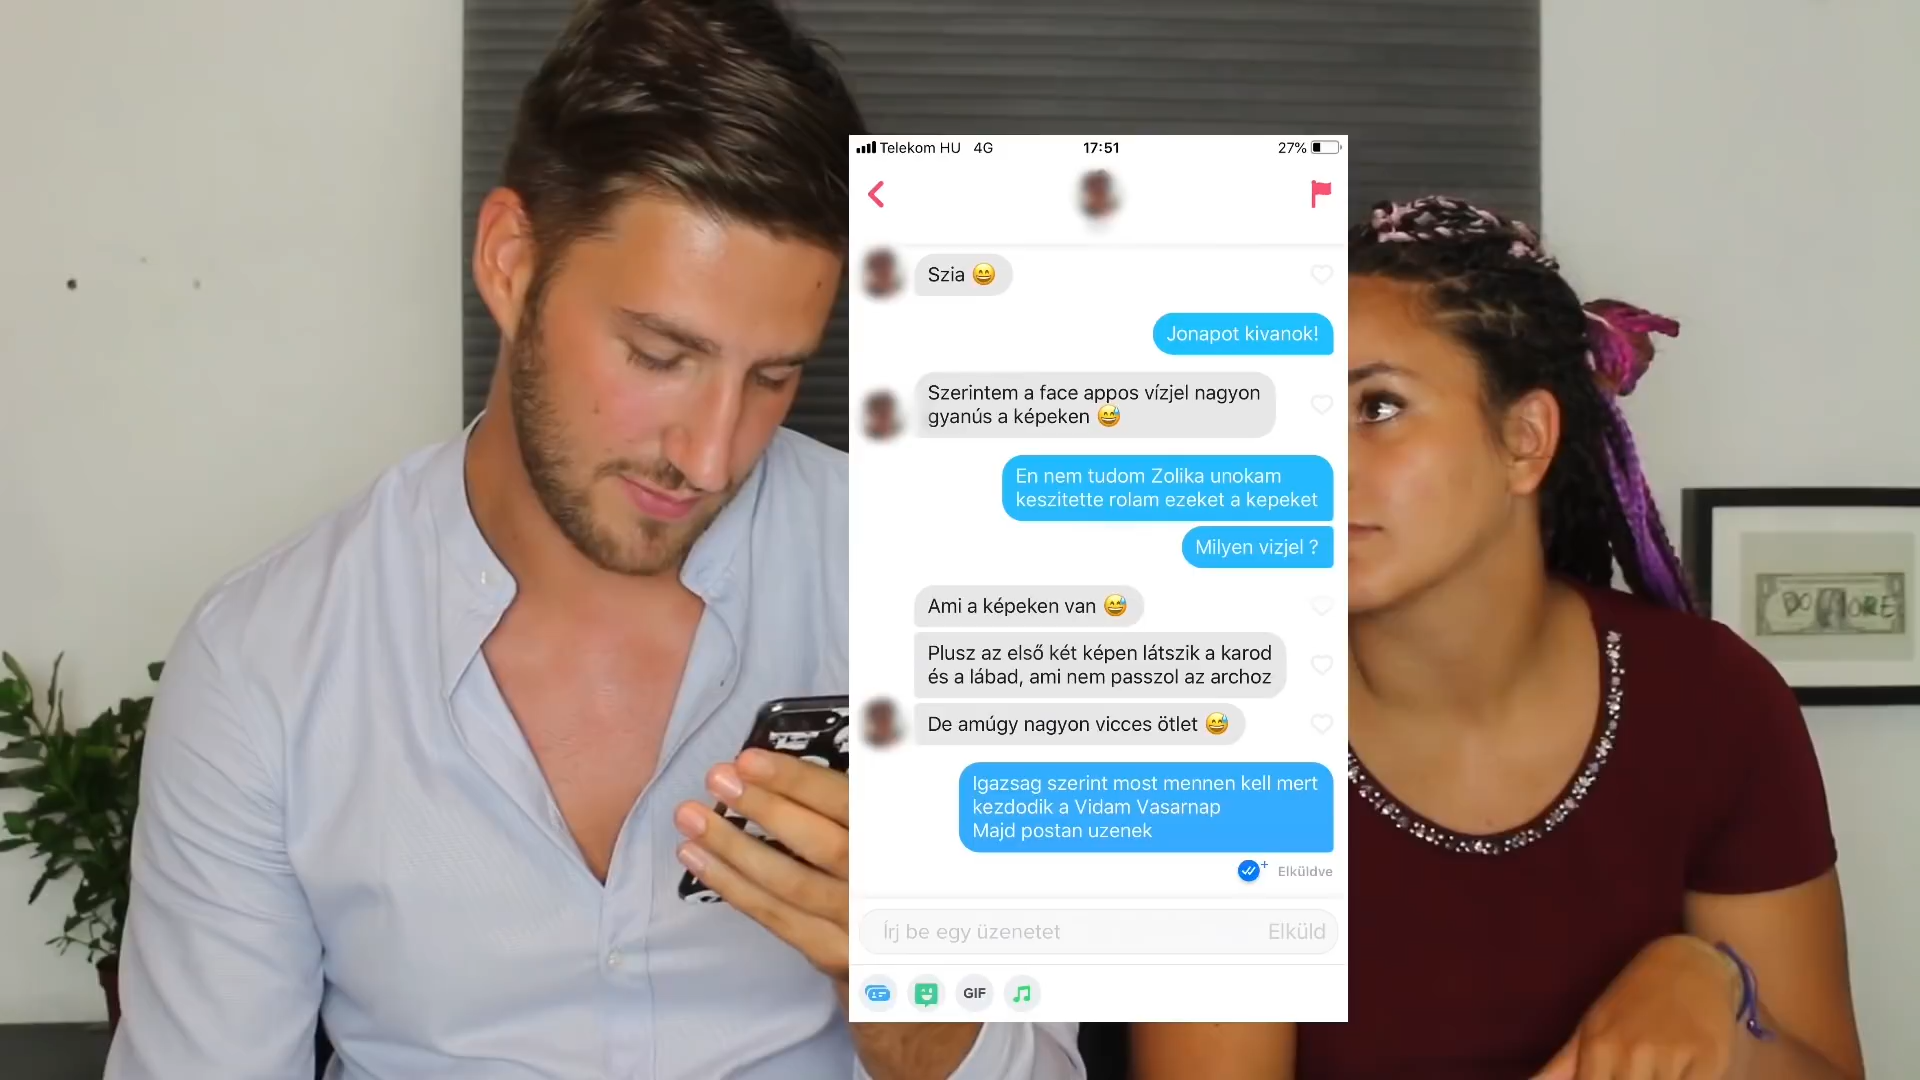 Telekom HU 4G 17:51 27%
Szia 😄
Jonapot kivanok!
Szerintem a face appos vízjel nagyon
gyanús a képeken 😅
En nem tudom Zolika unokam
keszitette rolam ezeket a kepeket
Milyen vizjel ?
Ami a képeken van 😅
Plusz az első két képen látszik a karod
és a lábad, ami nem passzol az archoz
De amúgy nagyon vicces ötlet 😅
Igazsag szerint most mennen kell mert
kezdodik a Vidam Vasarnap
Majd postan uzenek
Elküldve
Írj be egy üzenetet Elküld
GIF
DO MORE